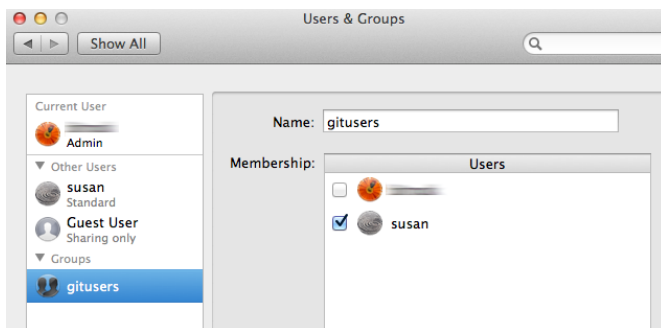 Users & Groups
Show All
Current User
Admin
Other Users
susan
Standard
Guest User
Sharing only
Groups
gitusers
Name: gitusers
Membership: Users
susan